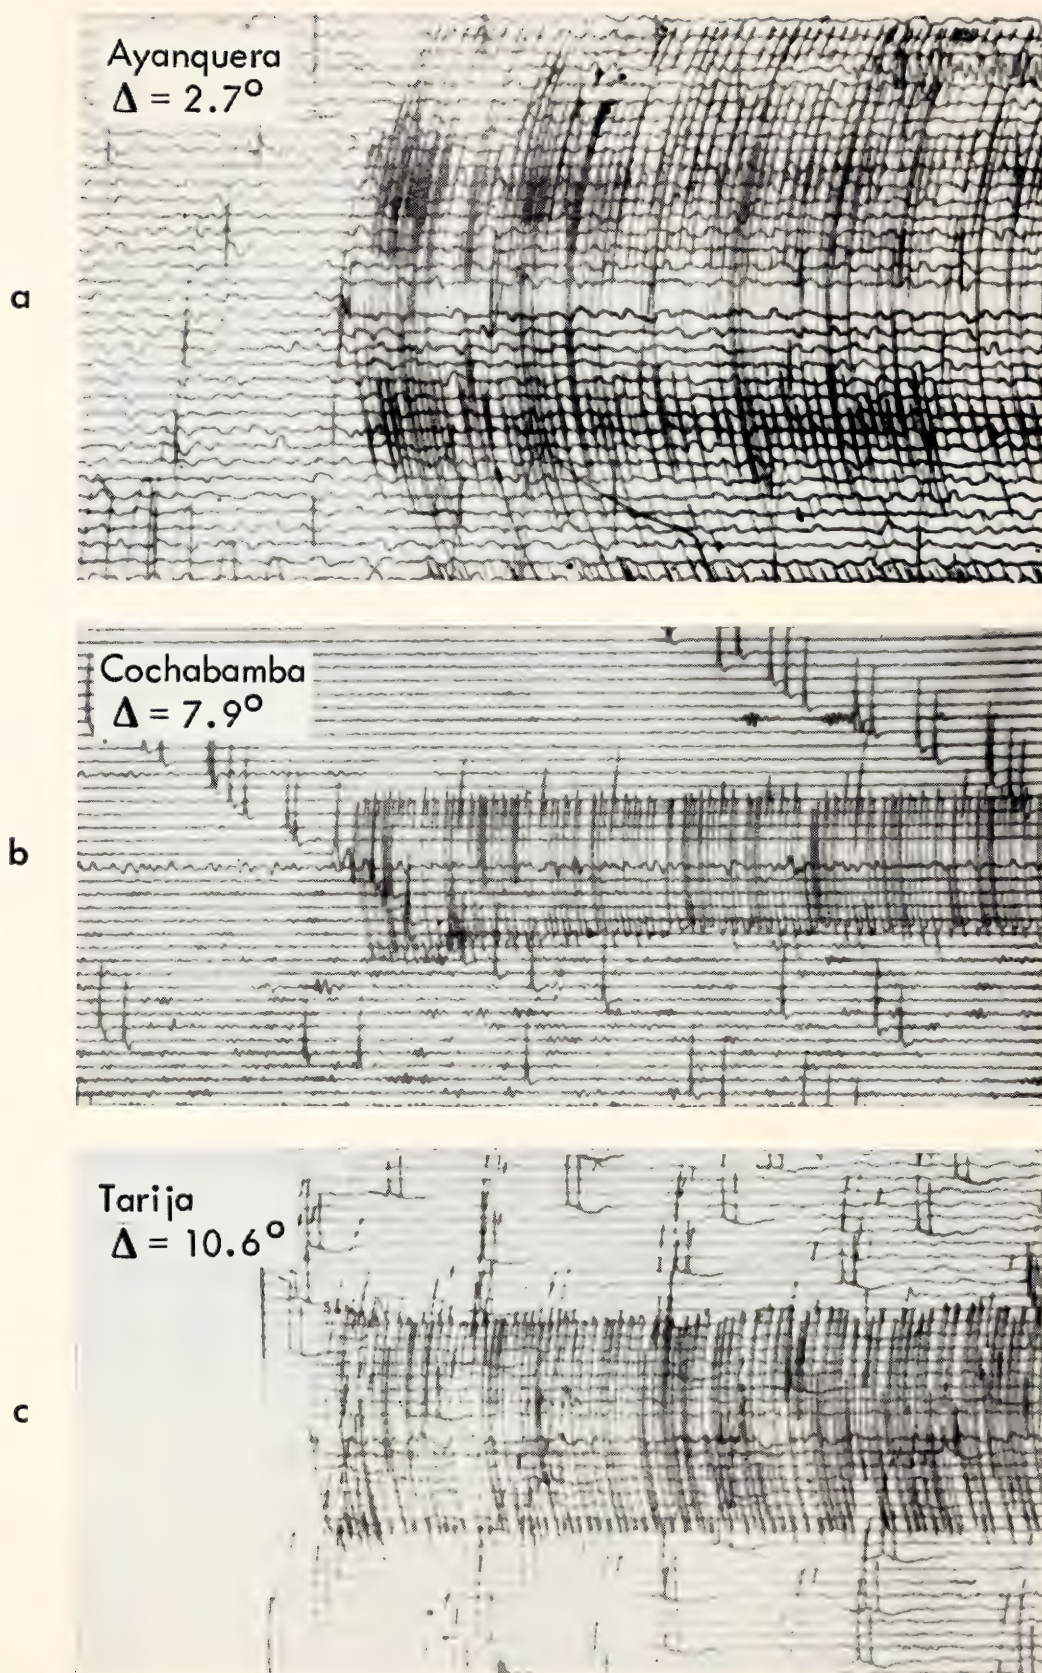 Ayanquera
Δ = 2.7°
a
Cochabamba
Δ = 7.9°
b
Tarija
Δ = 10.6°
c